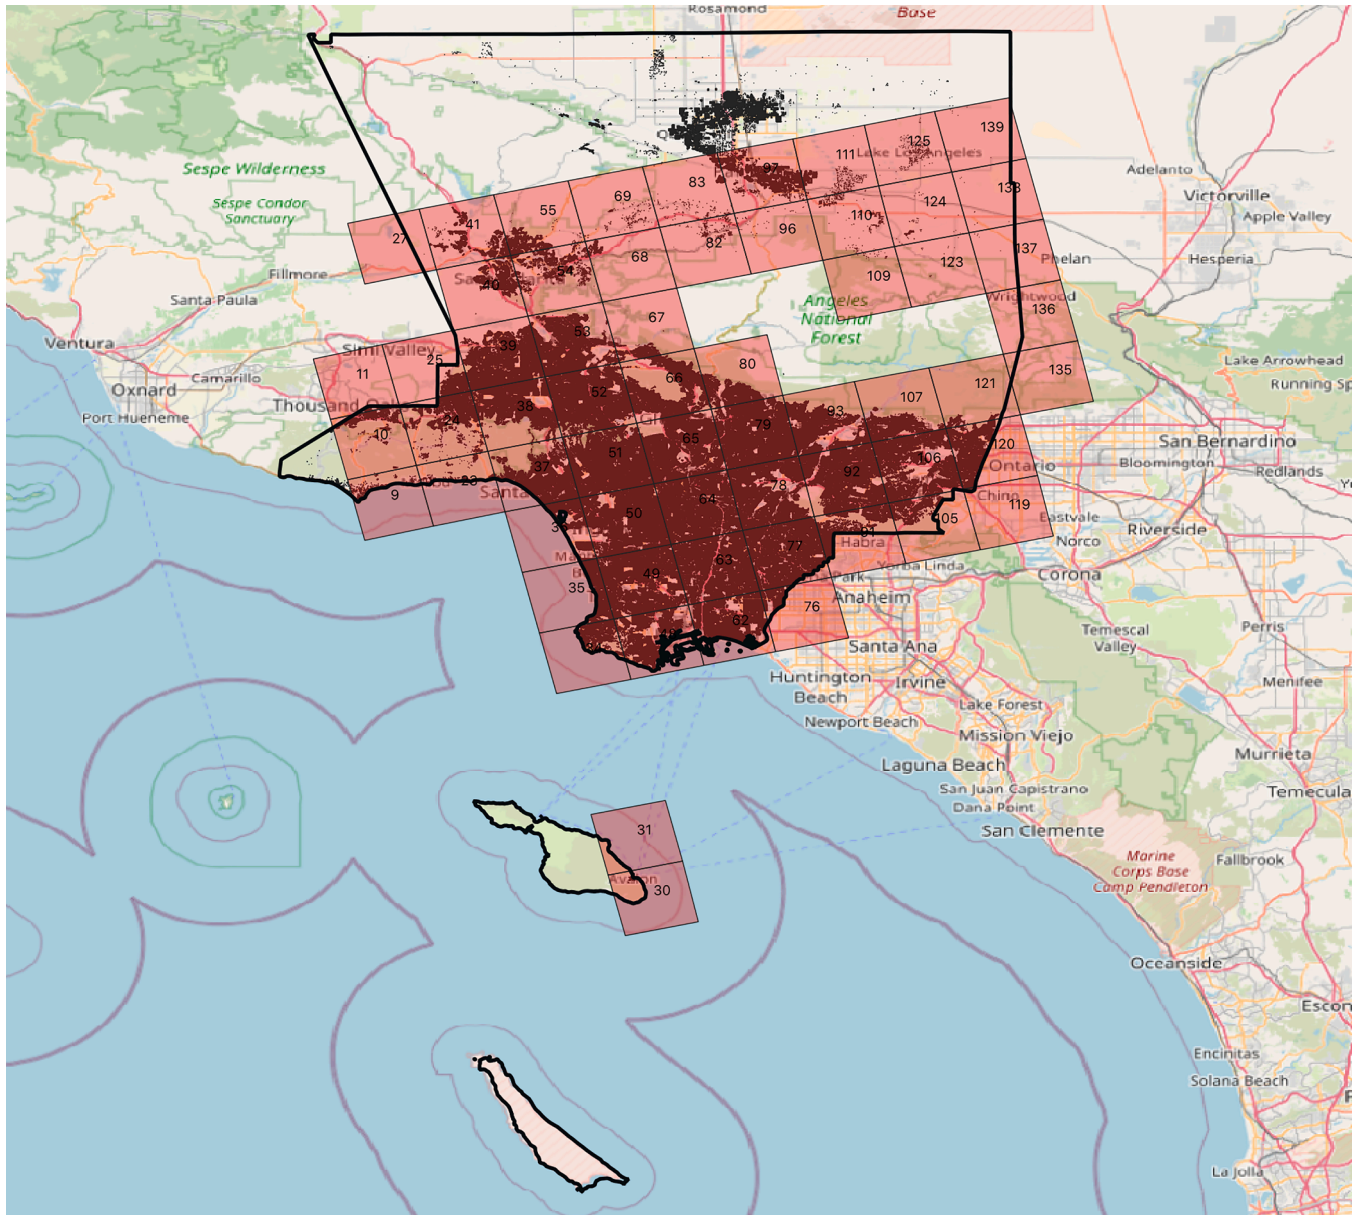 Rosamond
Base
139
125
111
Lake Los Angeles
97
Adelanto
Sespe Wilderness
83
138
Victorville
69
124
Sespe Condor
Sanctuary
55
110
Apple Valley
41
96
27
82
137
68
Phelan
Hesperia
123
54
Fillmore
109
40
Wrightwood
Santa Paula
Angeles
National
Forest
136
67
53
Ventura
39
Simi Valley
25
80
Lake Arrowhead
11
66
135
Camarillo
121
Running Sp
Oxnard
52
107
Thousand Oa
38
93
Port Hueneme
24
79
10
65
120
San Bernardino
51
106
Ontario
Bloomington
37
92
Redlands
23
78
Santa
9
64
Chino
119
50
105
Eastvale
Riverside
91
Habra
Norco
77
63
Yorba Linda
49
Park
Corona
35
Anaheim
76
62
Perris
Temescal
Valley
Santa Ana
Huntington
Beach
Irvine
Menifee
Lake Forest
Newport Beach
Mission Viejo
Murrieta
Laguna Beach
San Juan Capistrano
Temecula
Dana Point
31
San Clemente
Marine
Corps Base
Camp Pendleton
Fallbrook
Avalon
30
Oceanside
Escon
Encinitas
Solana Beach
La Jolla